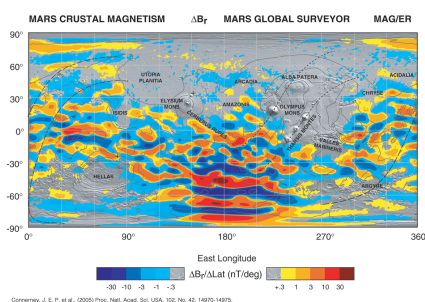 MARS CRUSTAL MAGNETISM ΔBr MARS GLOBAL SURVEYOR MAG/ER
90°
60°
30°
0°
-30°
-60°
-90°
UTOPIA
PLANITIA
ELYSIUM
MONS
ISIDIS
CERBERUS RUPES
HELLAS
ARCADIA
AMAZONIS
ALBA PATERA
OLYMPUS
MONS
THARSIS MONTES
VALLES
MARINERIS
ACIDALIA
CHRYSE
ARGYRE
0° 90° 180° 270° 360
East Longitude
-30 -10 -3 -1 -.3 ΔBr/ΔLat (nT/deg) +.3 1 3 10 30
Connerney, J. E. P. et al., (2005) Proc. Natl. Acad. Sci. USA, 102, No. 42, 14970-14975.